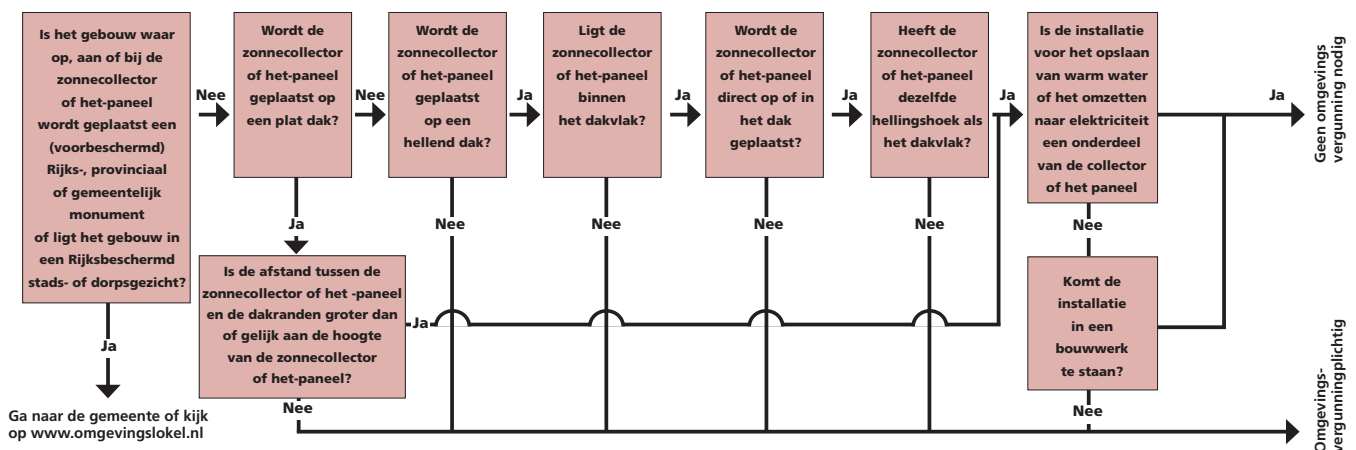 Is het gebouw waar
op, aan of bij de
zonnecollector
of het-paneel
wordt geplaatst een
(voorbeschermd)
Rijks-, provinciaal
of gemeentelijk
monument
of ligt het gebouw in
een Rijksbeschermd
stads- of dorpsgezicht?
Nee
Ja
Ga naar de gemeente of kijk
op www.omgevingslokel.nl
Wordt de
zonnecollector
of het-paneel
geplaatst op
een plat dak?
Nee
Ja
Is de afstand tussen de
zonnecollector of het -paneel
en de dakranden groter dan
of gelijk aan de hoogte
van de zonnecollector
of het-paneel?
Ja
Nee
Wordt de
zonnecollector
of het-paneel
geplaatst
op een
hellend dak?
Ja
Nee
Ligt de
zonnecollector
of het-paneel
binnen
het dakvlak?
Ja
Nee
Wordt de
zonnecollector
of het-paneel
direct op of in
het dak
geplaatst?
Ja
Nee
Heeft de
zonnecollector
of het-paneel
dezelfde
hellingshoek als
het dakvlak?
Ja
Nee
Is de installatie
voor het opslaan
van warm water
of het omzetten
naar elektriciteit
een onderdeel
van de collector
of het paneel
Ja
Nee
Komt de
installatie
in een
bouwwerk
te staan?
Nee
Geen omgevings
vergunning nodig
Omgevings-
vergunningplichtig